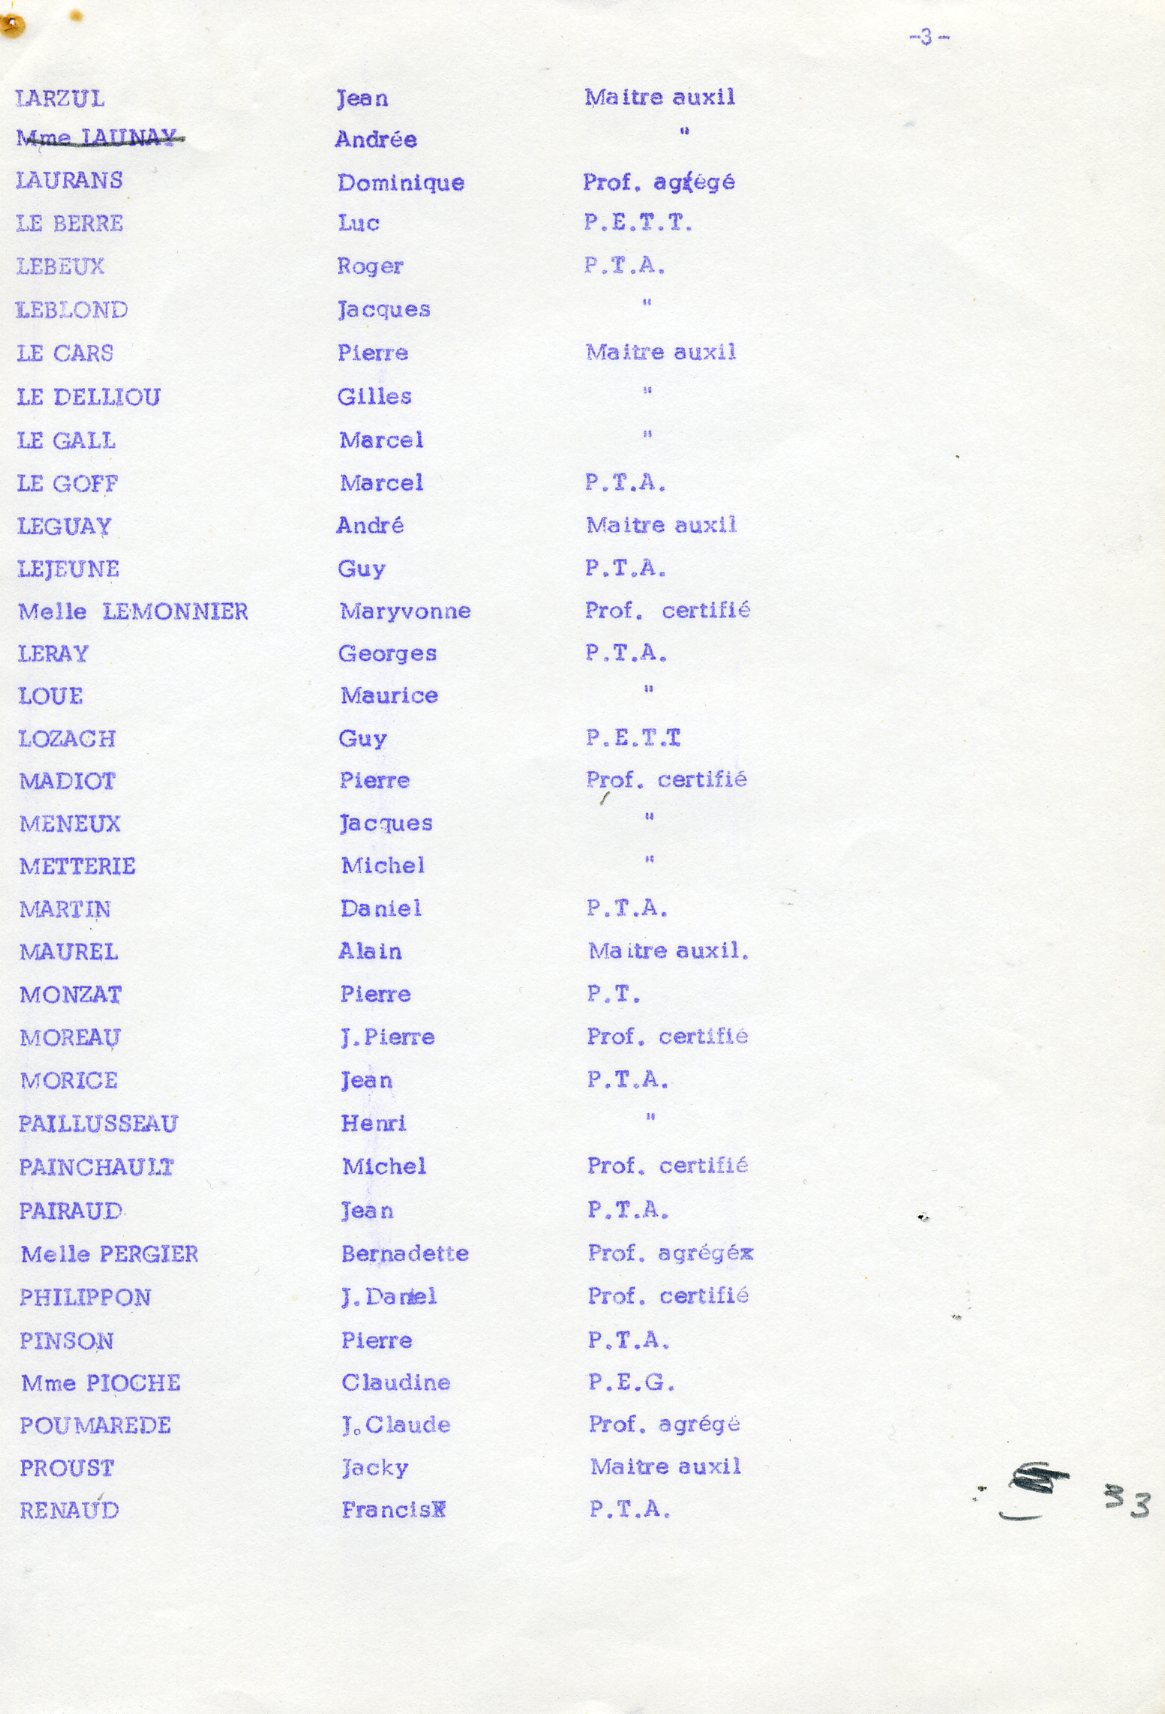 -3-
LARZUL Jean Maitre auxil
Mme LAUNAY Andrée "
LAURANS Dominique Prof. agrégé
LE BERRE Luc P.E.T.T.
LEBEUX Roger P.T.A.
LEBLOND Jacques "
LE CARS Pierre Maitre auxil
LE DELLIOU Gilles "
LE GALL Marcel "
LE GOFF Marcel P.T.A.
LEGUAY André Maitre auxil
LEJEUNE Guy P.T.A.
Melle LEMONNIER Maryvonne Prof. certifié
LERAY Georges P.T.A.
LOUE Maurice "
LOZACH Guy P.E.T.T
MADIOT Pierre Prof. certifié
MENEUX Jacques "
METTERIE Michel "
MARTIN Daniel P.T.A.
MAUREL Alain Maitre auxil.
MONZAT Pierre P.T.
MOREAU J.Pierre Prof. certifié
MORICE Jean P.T.A.
PAILLUSSEAU Henri "
PAINCHAULT Michel Prof. certifié
PAIRAUD Jean P.T.A.
Melle PERGIER Bernadette Prof. agrégéx
PHILIPPON J.Daniel Prof. certifié
PINSON Pierre P.T.A.
Mme PIOCHE Claudine P.E.G.
POUMAREDE J.Claude Prof. agrégé
PROUST Jacky Maitre auxil
RENAUD Francis P.T.A. 33